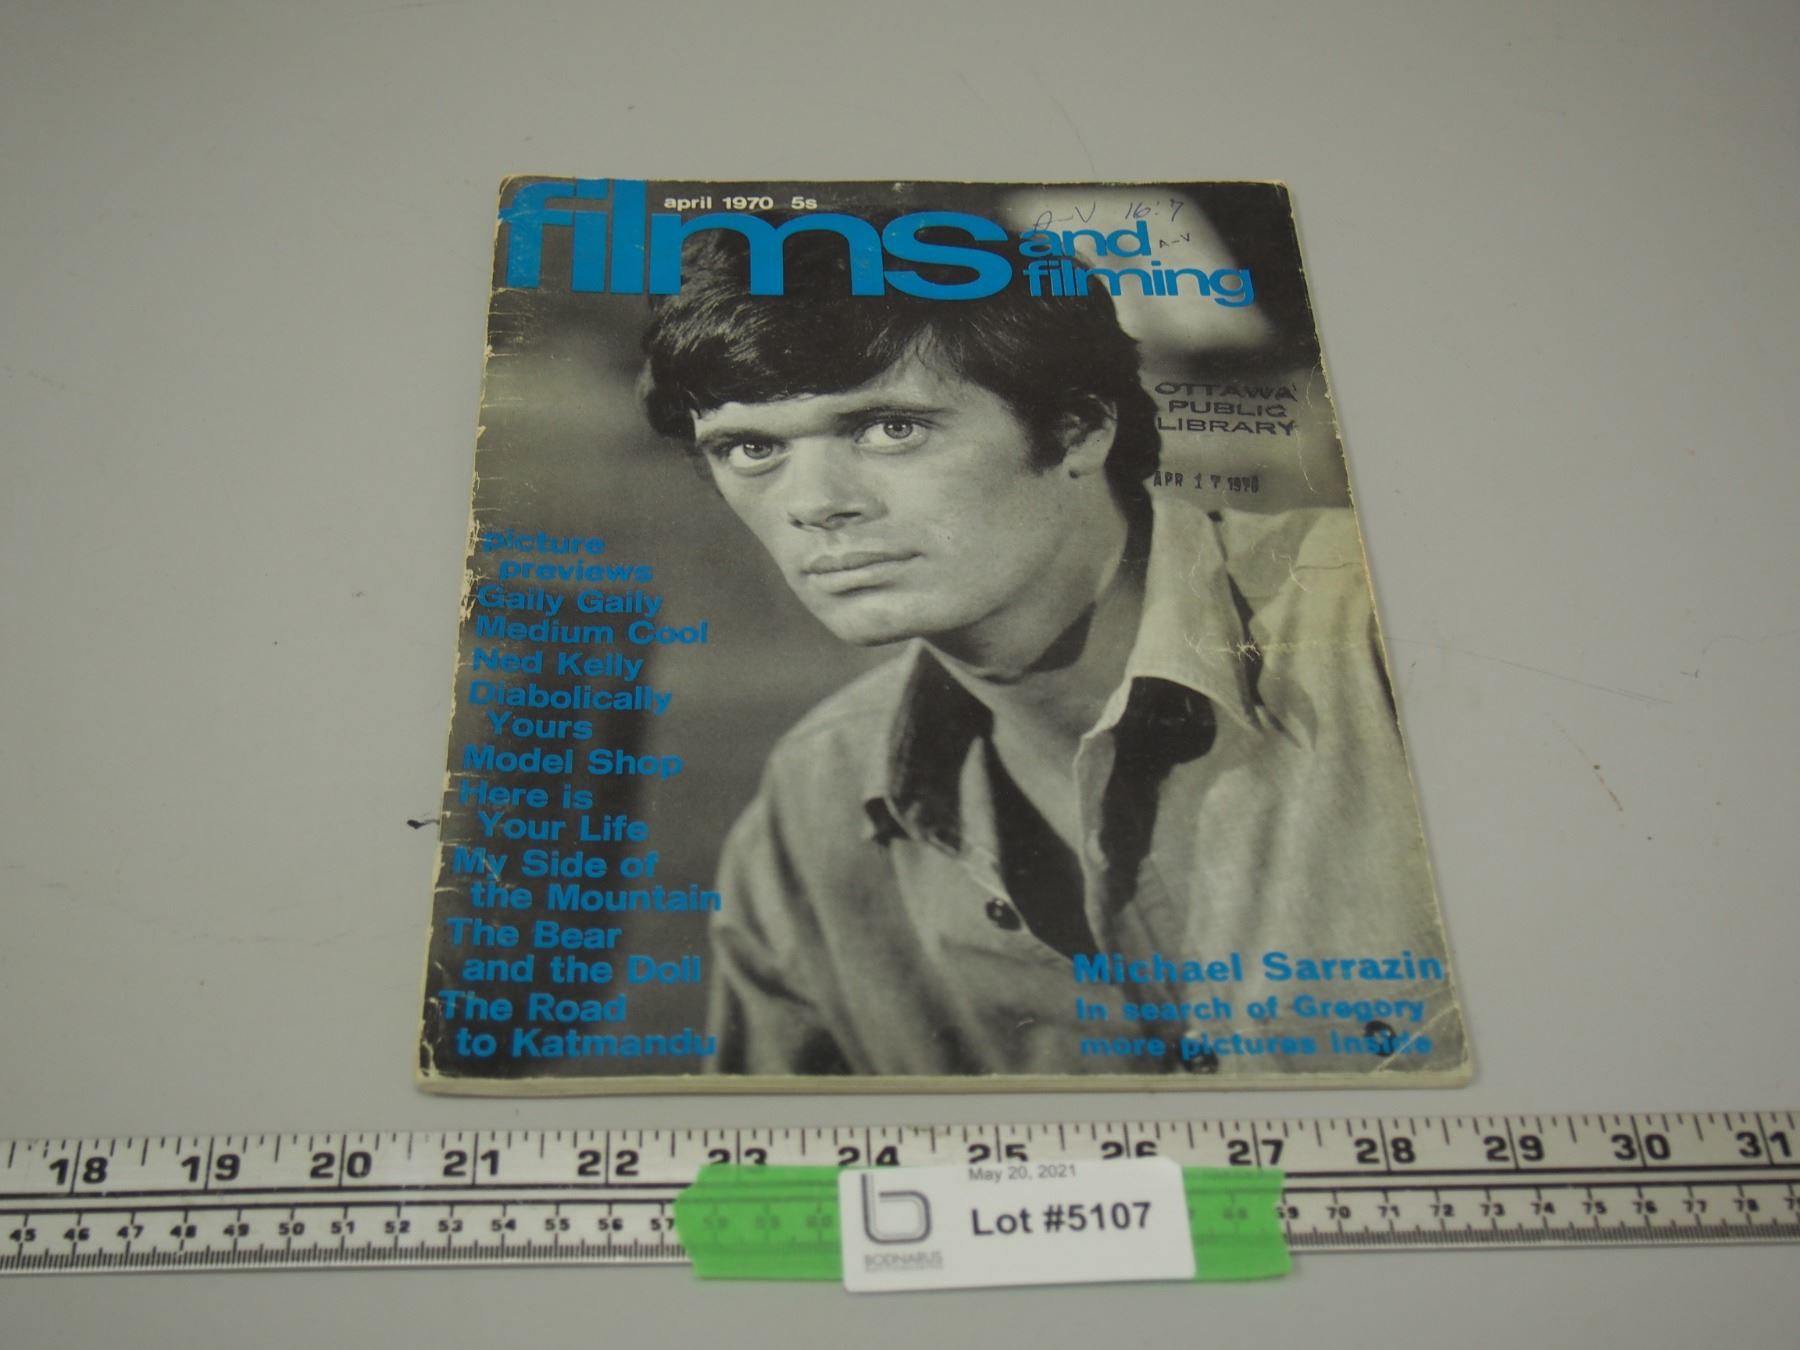 april 1970 5s
films
and
filming
A-V 16:7
A-V
OTTAWA
PUBLIC
LIBRARY
APR 17 1970
picture
previews
Gaily Gaily
Medium Cool
Ned Kelly
Diabolically
Yours
Model Shop
Here is
Your Life
My Side of
the Mountain
The Bear
and the Doll
The Road
to Katmandu
Michael Sarrazin
In search of Gregory
more pictures inside
18 19 20 21 22 23 24 25 26 27 28 29 30 31
45 46 47 48 49 50 51 52 53 54 55 56 57 58 59 60 68 69 70 71 72 73 74 75 76 77 78
May 20, 2021
Lot #5107
b
BODNARUS